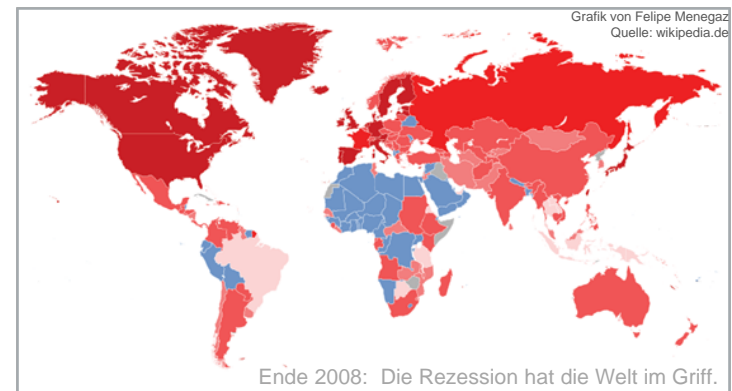 Grafik von Felipe Menegaz
Quelle: wikipedia.de
Ende 2008: Die Rezession hat die Welt im Griff.